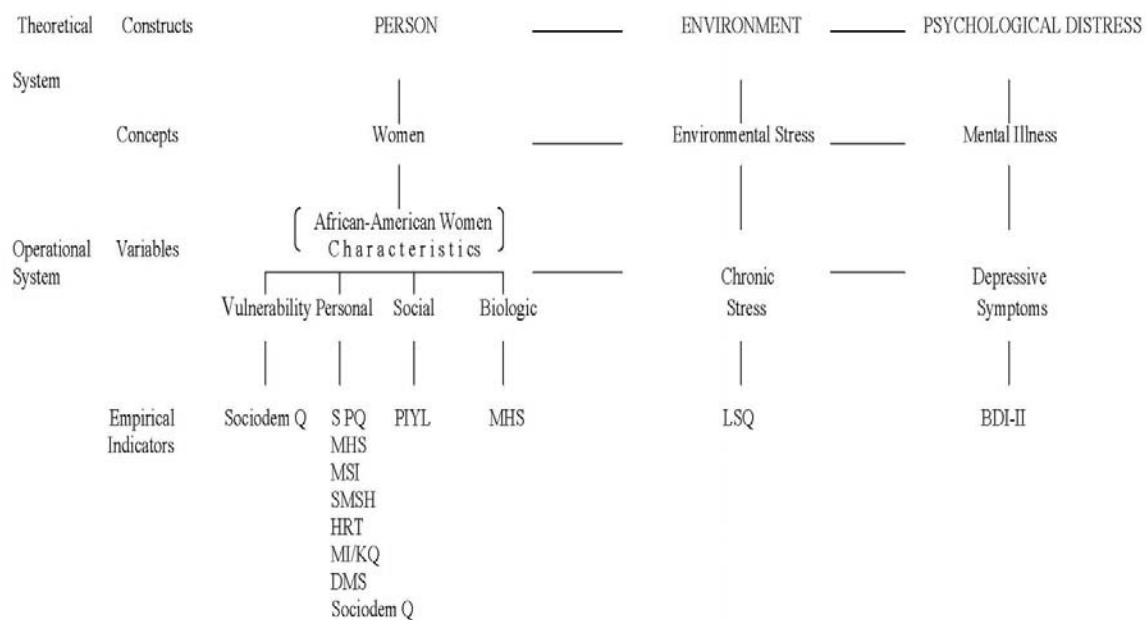 Theoretical Constructs PERSON ENVIRONMENT PSYCHOLOGICAL DISTRESS
System
Concepts Women Environmental Stress Mental Illness
African-American Women
Characteristics
Operational Variables
System
Chronic Depressive
Vulnerability Personal Social Biologic Stress Symptoms
Empirical Sociodem Q S PQ PIYL MHS LSQ BDI-II
Indicators MHS
MSI
SMSH
HRT
MI/KQ
DMS
Sociodem Q